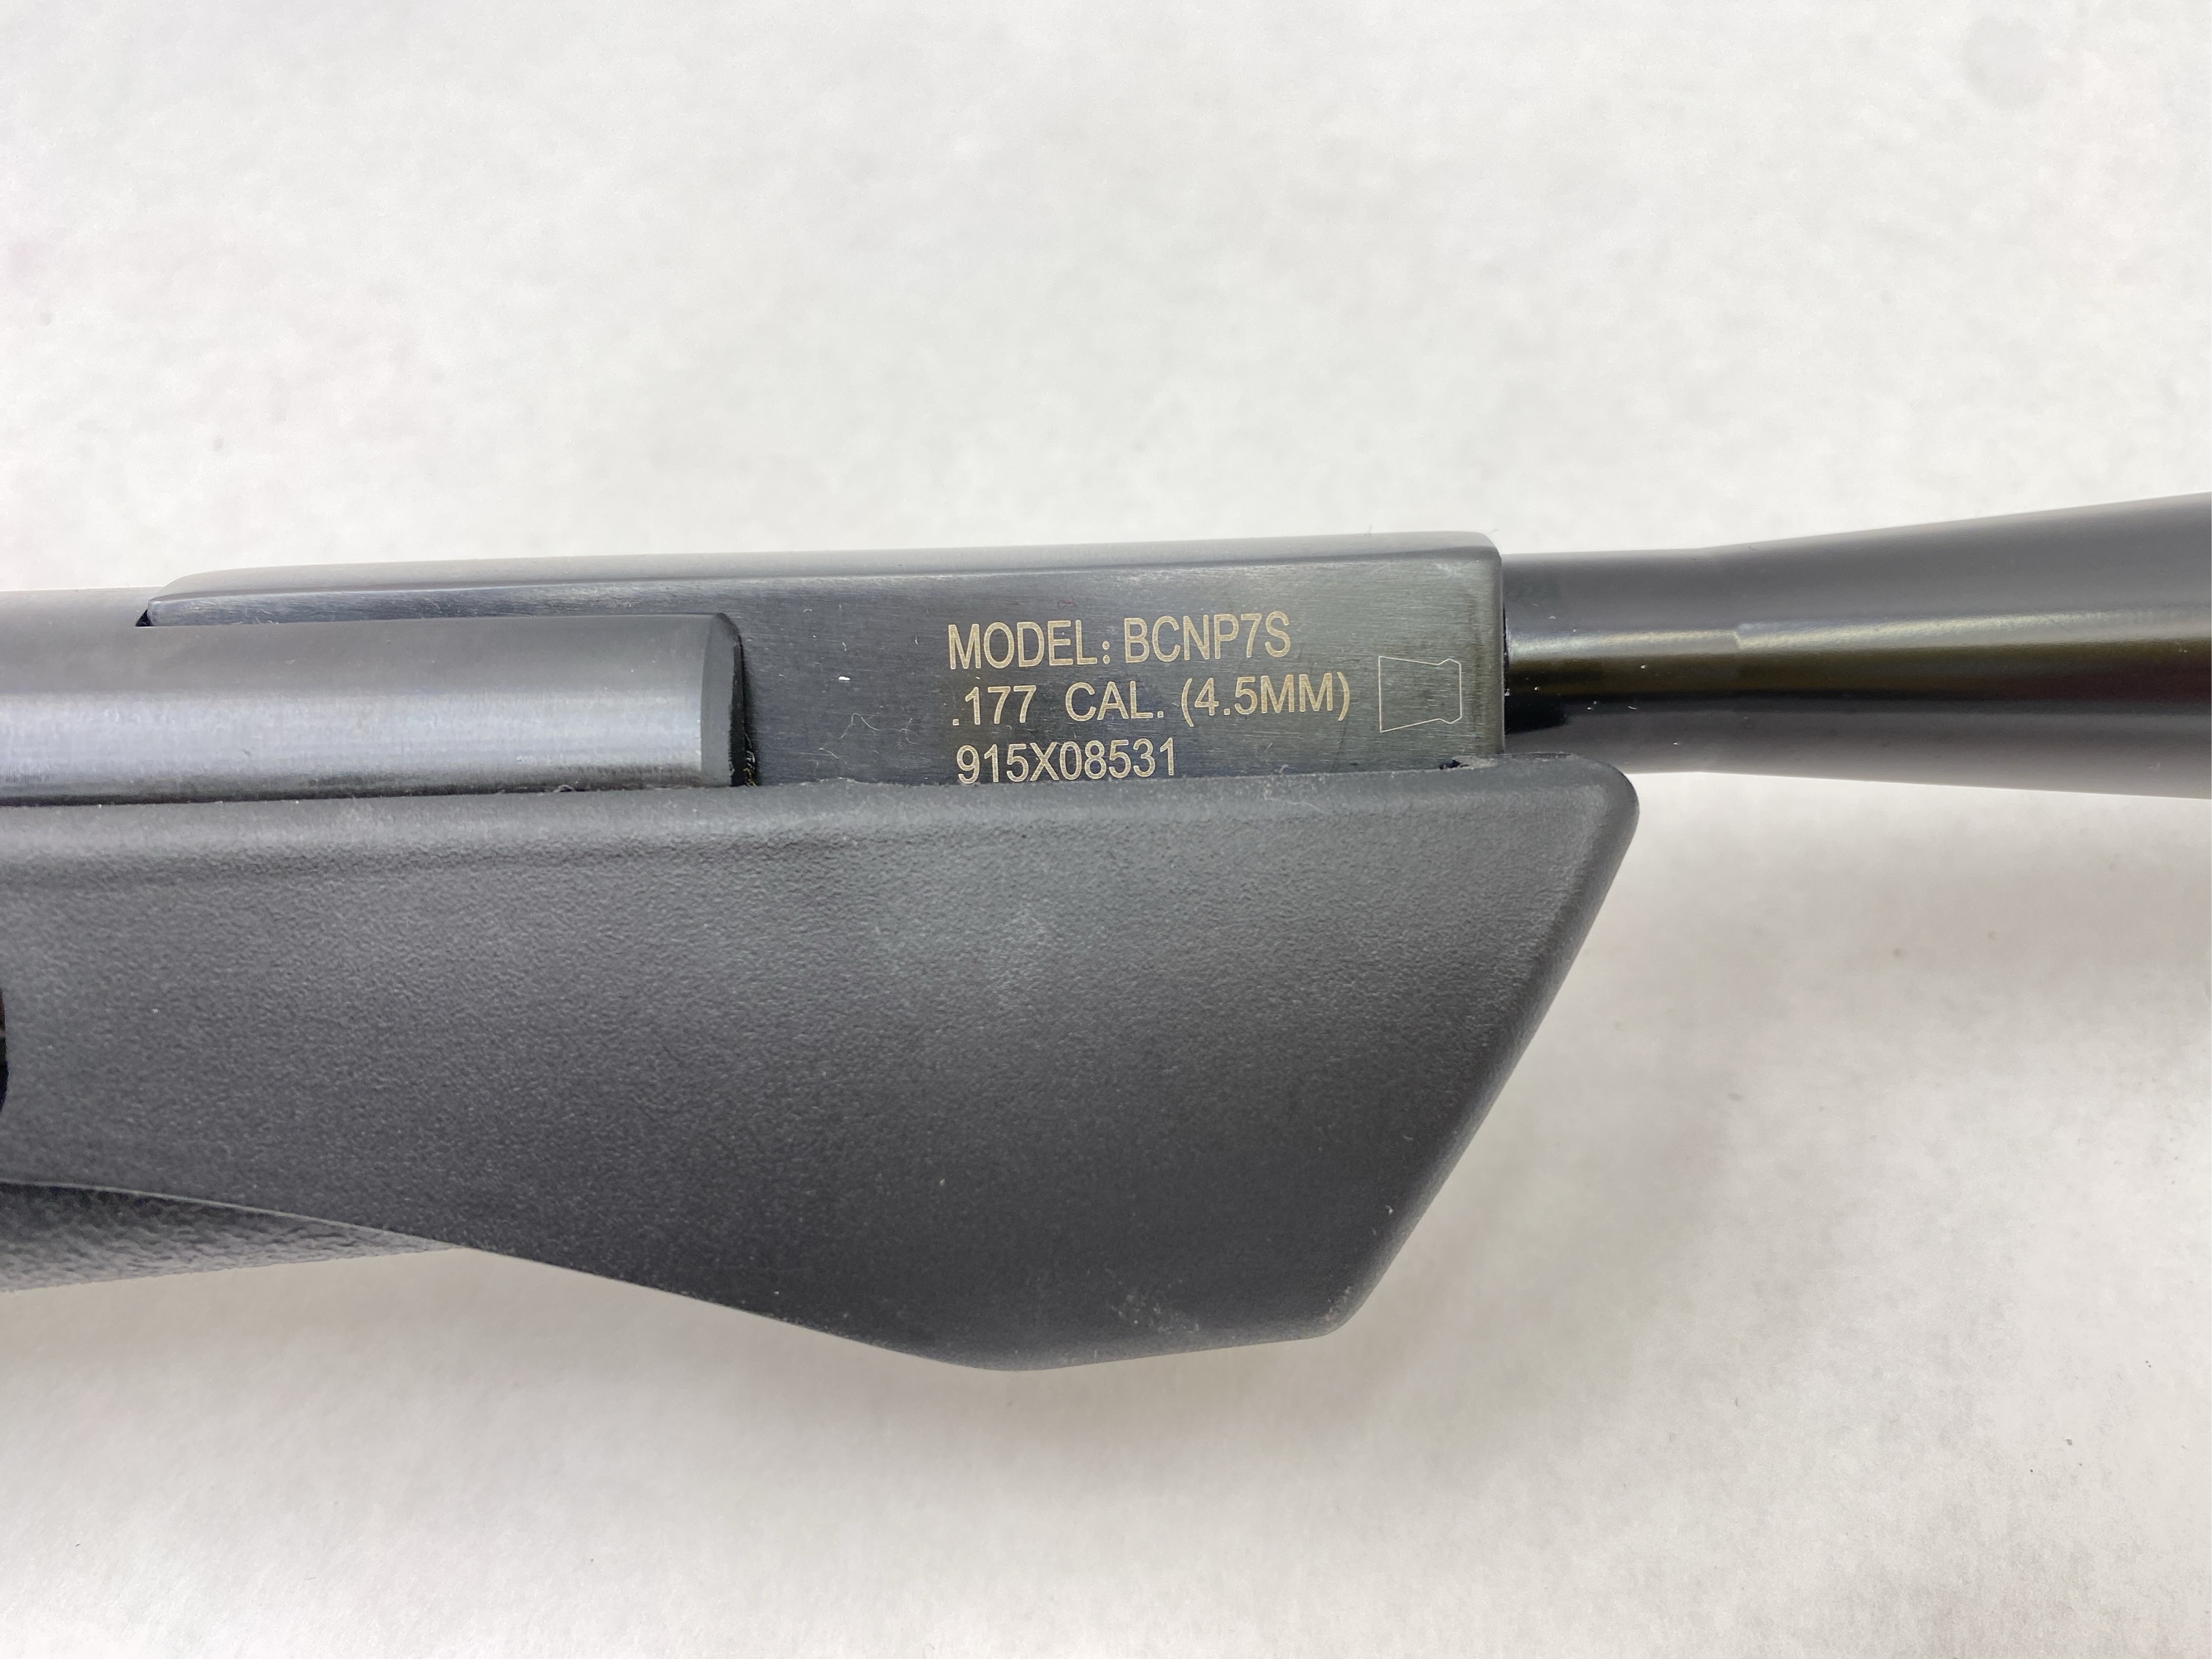 MODEL: BCNP7S
.177 CAL. (4.5MM)
915X08531